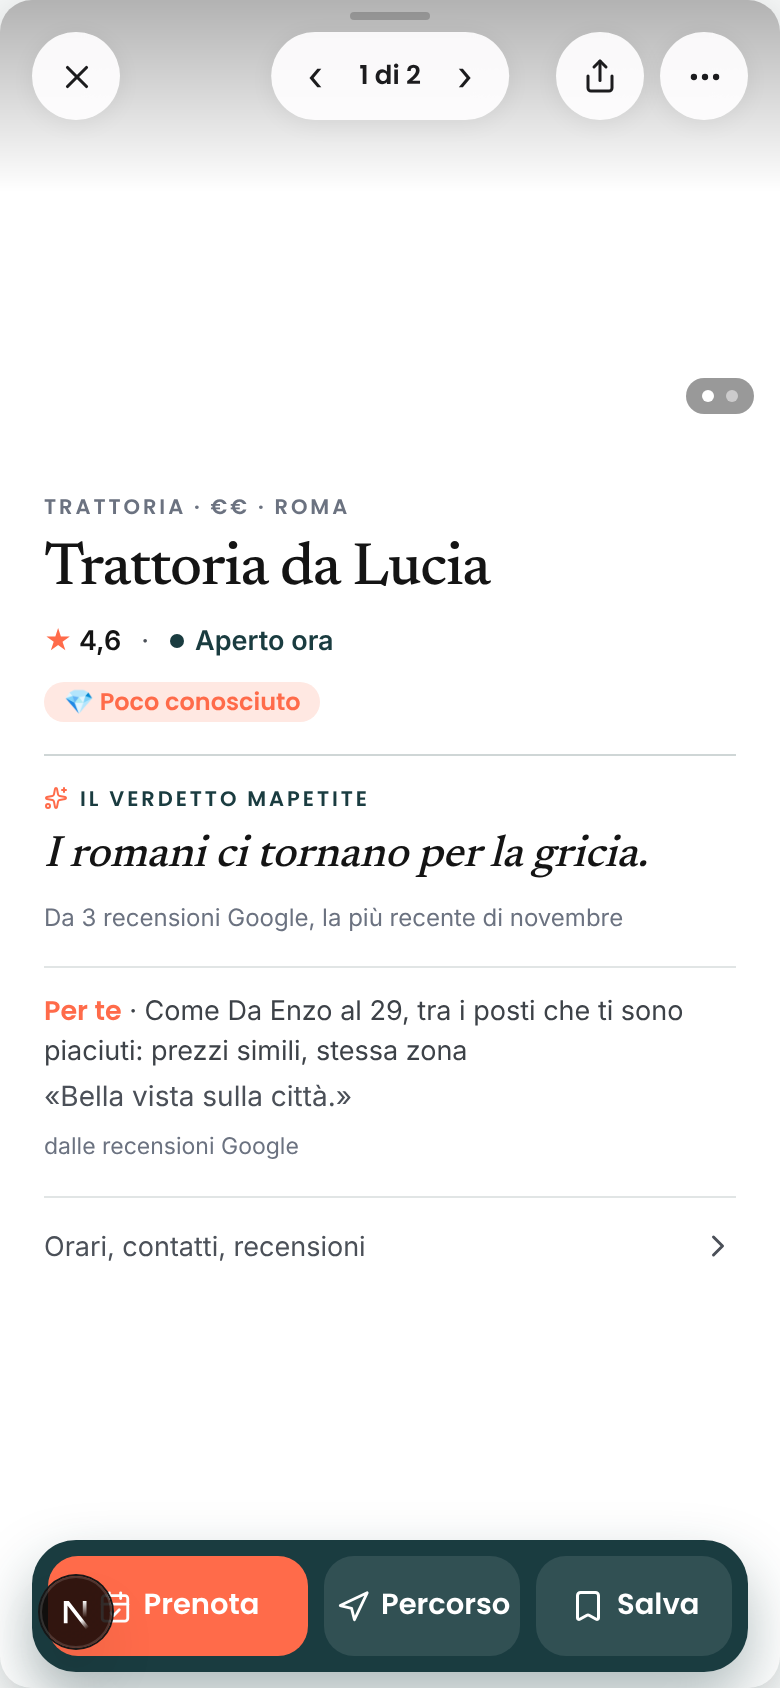 1 di 2
TRATTORIA · €€ · ROMA
Trattoria da Lucia
★ 4,6 · ● Aperto ora
💎 Poco conosciuto
IL VERDETTO MAPETITE
I romani ci tornano per la gricia.
Da 3 recensioni Google, la più recente di novembre
Per te · Come Da Enzo al 29, tra i posti che ti sono
piaciuti: prezzi simili, stessa zona
«Bella vista sulla città.»
dalle recensioni Google
Orari, contatti, recensioni
N Prenota Percorso Salva